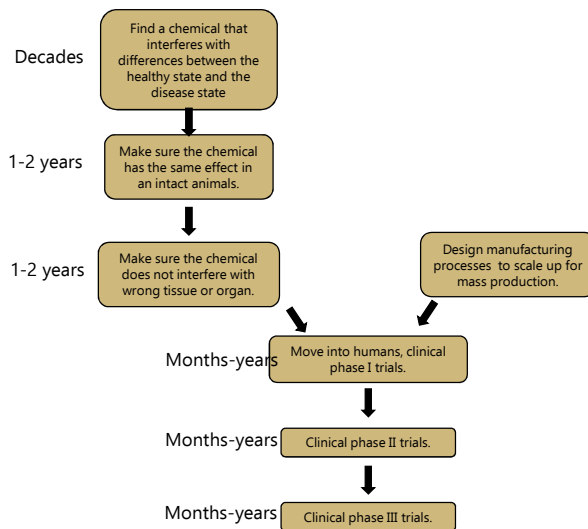 Decades
Find a chemical that
interferes with
differences between the
healthy state and the
disease state
1-2 years
Make sure the chemical
has the same effect in
an intact animals.
1-2 years
Make sure the chemical
does not interfere with
wrong tissue or organ.
Design manufacturing
processes to scale up for
mass production.
Months-years
Move into humans, clinical
phase I trials.
Months-years
Clinical phase II trials.
Months-years
Clinical phase III trials.